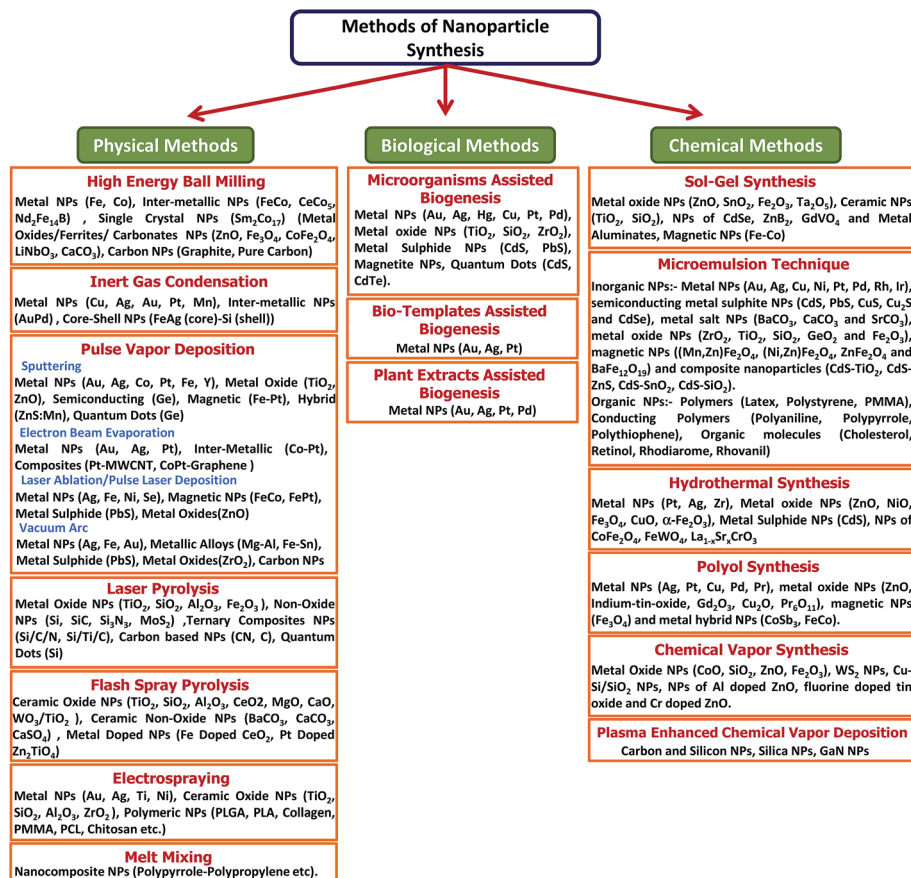 Methods of Nanoparticle
Synthesis
Physical Methods
High Energy Ball Milling
Metal NPs (Fe, Co), Inter-metallic NPs (FeCo, CeCo₅,
Nd₂Fe₁₄B) , Single Crystal NPs (Sm₂Co₁₇) (Metal
Oxides/Ferrites/ Carbonates NPs (ZnO, Fe₃O₄, CoFe₂O₄,
LiNbO₃, CaCO₃), Carbon NPs (Graphite, Pure Carbon)
Inert Gas Condensation
Metal NPs (Cu, Ag, Au, Pt, Mn), Inter-metallic NPs
(AuPd) , Core-Shell NPs (FeAg (core)-Si (shell))
Pulse Vapor Deposition
Sputtering
Metal NPs (Au, Ag, Co, Pt, Fe, Y), Metal Oxide (TiO₂,
ZnO), Semiconducting (Ge), Magnetic (Fe-Pt), Hybrid
(ZnS:Mn), Quantum Dots (Ge)
Electron Beam Evaporation
Metal NPs (Au, Ag, Pt), Inter-Metallic (Co-Pt),
Composites (Pt-MWCNT, CoPt-Graphene )
Laser Ablation/Pulse Laser Deposition
Metal NPs (Ag, Fe, Ni, Se), Magnetic NPs (FeCo, FePt),
Metal Sulphide (PbS), Metal Oxides(ZnO)
Vacuum Arc
Metal NPs (Ag, Fe, Au), Metallic Alloys (Mg-Al, Fe-Sn),
Metal Sulphide (PbS), Metal Oxides(ZrO₂), Carbon NPs
Laser Pyrolysis
Metal Oxide NPs (TiO₂, SiO₂, Al₂O₃, Fe₂O₃ ), Non-Oxide
NPs (Si, SiC, Si₃N₃, MoS₂) ,Ternary Composites NPs
(Si/C/N, Si/Ti/C), Carbon based NPs (CN, C), Quantum
Dots (Si)
Flash Spray Pyrolysis
Ceramic Oxide NPs (TiO₂, SiO₂, Al₂O₃, CeO2, MgO, CaO,
WO₃/TiO₂ ), Ceramic Non-Oxide NPs (BaCO₃, CaCO₃,
CaSO₄) , Metal Doped NPs (Fe Doped CeO₂, Pt Doped
Zn₂TiO₄)
Electrospraying
Metal NPs (Au, Ag, Ti, Ni), Ceramic Oxide NPs (TiO₂,
SiO₂, Al₂O₃, ZrO₂ ), Polymeric NPs (PLGA, PLA, Collagen,
PMMA, PCL, Chitosan etc.)
Melt Mixing
Nanocomposite NPs (Polypyrrole-Polypropylene etc).
Biological Methods
Microorganisms Assisted
Biogenesis
Metal NPs (Au, Ag, Hg, Cu, Pt, Pd),
Metal oxide NPs (TiO₂, SiO₂, ZrO₂),
Metal Sulphide NPs (CdS, PbS),
Magnetite NPs, Quantum Dots (CdS,
CdTe).
Bio-Templates Assisted
Biogenesis
Metal NPs (Au, Ag, Pt)
Plant Extracts Assisted
Biogenesis
Metal NPs (Au, Ag, Pt, Pd)
Chemical Methods
Sol-Gel Synthesis
Metal oxide NPs (ZnO, SnO₂, Fe₂O₃, Ta₂O₅), Ceramic NPs
(TiO₂, SiO₂), NPs of CdSe, ZnB₂, GdVO₄ and Metal
Aluminates, Magnetic NPs (Fe-Co)
Microemulsion Technique
Inorganic NPs:- Metal NPs (Au, Ag, Cu, Ni, Pt, Pd, Rh, Ir),
semiconducting metal sulphite NPs (CdS, PbS, CuS, Cu₂S
and CdSe), metal salt NPs (BaCO₃, CaCO₃ and SrCO₃),
metal oxide NPs (ZrO₂, TiO₂, SiO₂, GeO₂ and Fe₂O₃),
magnetic NPs ((Mn,Zn)Fe₂O₄, (Ni,Zn)Fe₂O₄, ZnFe₂O₄ and
BaFe₁₂O₁₉) and composite nanoparticles (CdS-TiO₂, CdS-
ZnS, CdS-SnO₂, CdS-SiO₂).
Organic NPs:- Polymers (Latex, Polystyrene, PMMA),
Conducting Polymers (Polyaniline, Polypyrrole,
Polythiophene), Organic molecules (Cholesterol,
Retinol, Rhodiarome, Rhovanil)
Hydrothermal Synthesis
Metal NPs (Pt, Ag, Zr), Metal oxide NPs (ZnO, NiO,
Fe₃O₄, CuO, α-Fe₂O₃), Metal Sulphide NPs (CdS), NPs of
CoFe₂O₄, FeWO₄, La₁₋ₓSrₓCrO₃
Polyol Synthesis
Metal NPs (Ag, Pt, Cu, Pd, Pr), metal oxide NPs (ZnO,
Indium-tin-oxide, Gd₂O₃, Cu₂O, Pr₆O₁₁), magnetic NPs
(Fe₃O₄) and metal hybrid NPs (CoSb₃, FeCo).
Chemical Vapor Synthesis
Metal Oxide NPs (CoO, SiO₂, ZnO, Fe₂O₃), WS₂ NPs, Cu-
Si/SiO₂ NPs, NPs of Al doped ZnO, fluorine doped tin
oxide and Cr doped ZnO.
Plasma Enhanced Chemical Vapor Deposition
Carbon and Silicon NPs, Silica NPs, GaN NPs